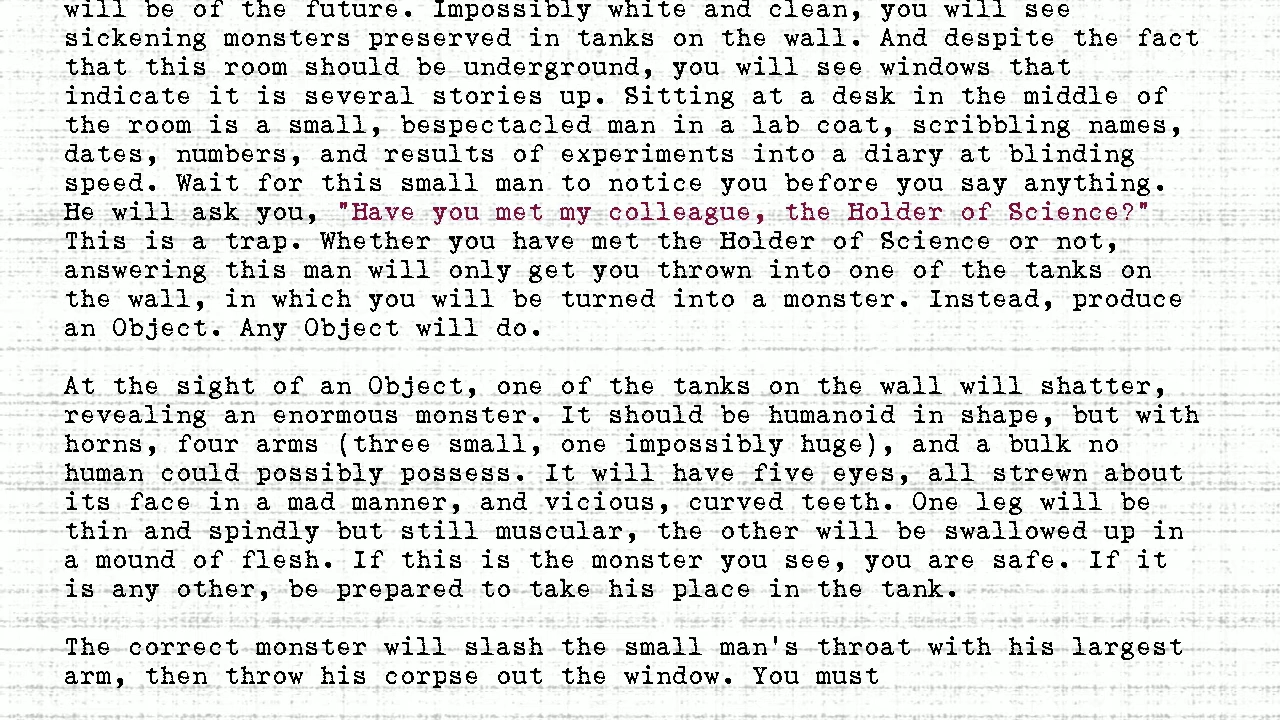 will be of the future. Impossibly white and clean, you will see
sickening monsters preserved in tanks on the wall. And despite the fact
that this room should be underground, you will see windows that
indicate it is several stories up. Sitting at a desk in the middle of
the room is a small, bespectacled man in a lab coat, scribbling names,
dates, numbers, and results of experiments into a diary at blinding
speed. Wait for this small man to notice you before you say anything.
He will ask you, "Have you met my colleague, the Holder of Science?"
This is a trap. Whether you have met the Holder of Science or not,
answering this man will only get you thrown into one of the tanks on
the wall, in which you will be turned into a monster. Instead, produce
an Object. Any Object will do.
At the sight of an Object, one of the tanks on the wall will shatter,
revealing an enormous monster. It should be humanoid in shape, but with
horns, four arms (three small, one impossibly huge), and a bulk no
human could possibly possess. It will have five eyes, all strewn about
its face in a mad manner, and vicious, curved teeth. One leg will be
thin and spindly but still muscular, the other will be swallowed up in
a mound of flesh. If this is the monster you see, you are safe. If it
is any other, be prepared to take his place in the tank.
The correct monster will slash the small man's throat with his largest
arm, then throw his corpse out the window. You must